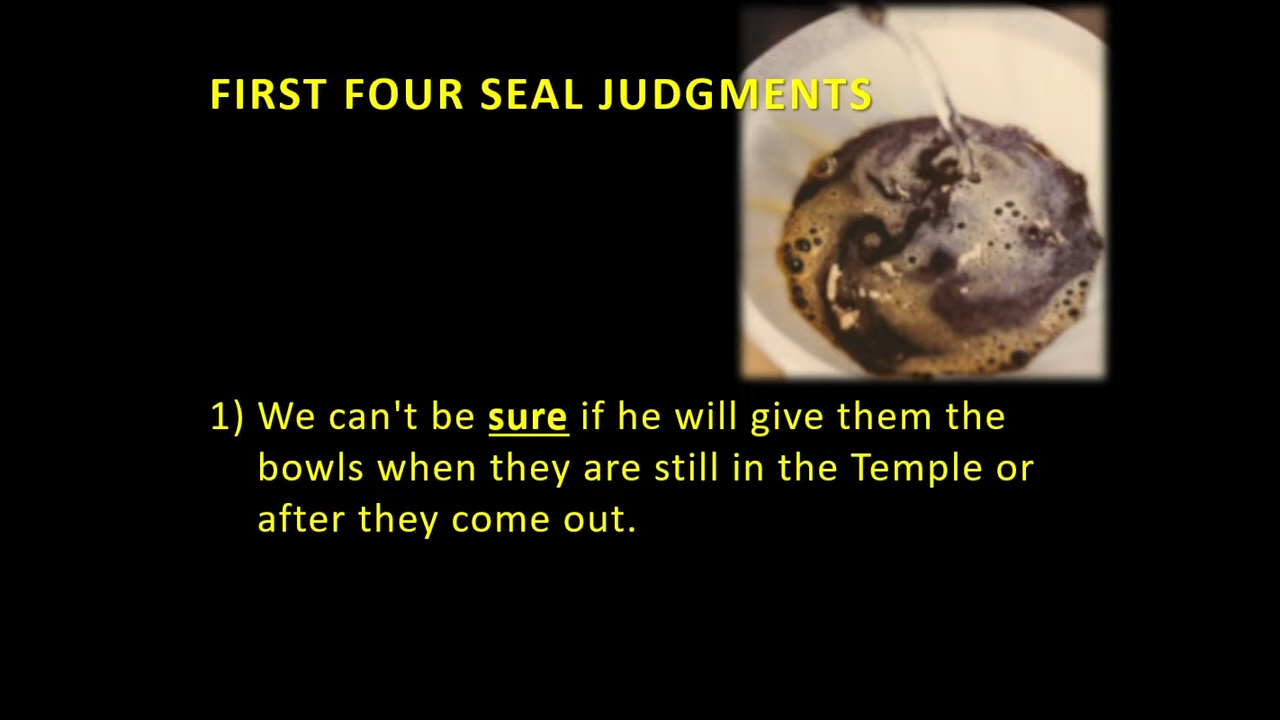 FIRST FOUR SEAL JUDGMENTS
1) We can't be sure if he will give them the
bowls when they are still in the Temple or
after they come out.